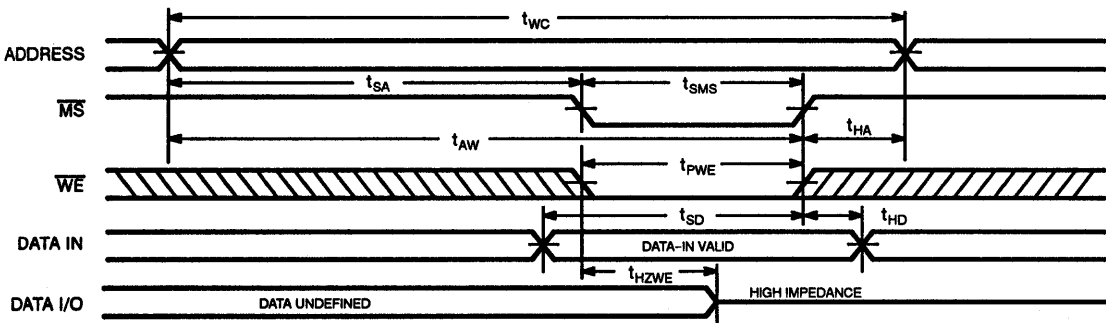 tWC
ADDRESS
tSA tSMS
MS
tAW tHA
tPWE
WE
tSD tHD
DATA IN DATA-IN VALID
tHZWE
DATA I/O DATA UNDEFINED HIGH IMPEDANCE